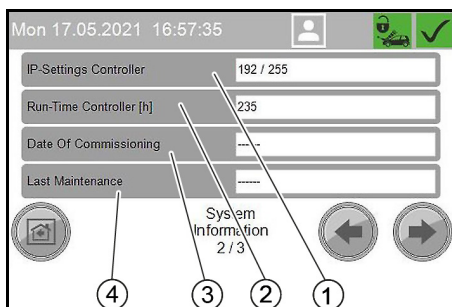 Mon 17.05.2021 16:57:35
IP-Settings Controller 192 / 255
Run-Time Controller [h] 235
Date Of Commissioning ------
Last Maintenance ------
System
Information
2 / 3
4 3 2 1